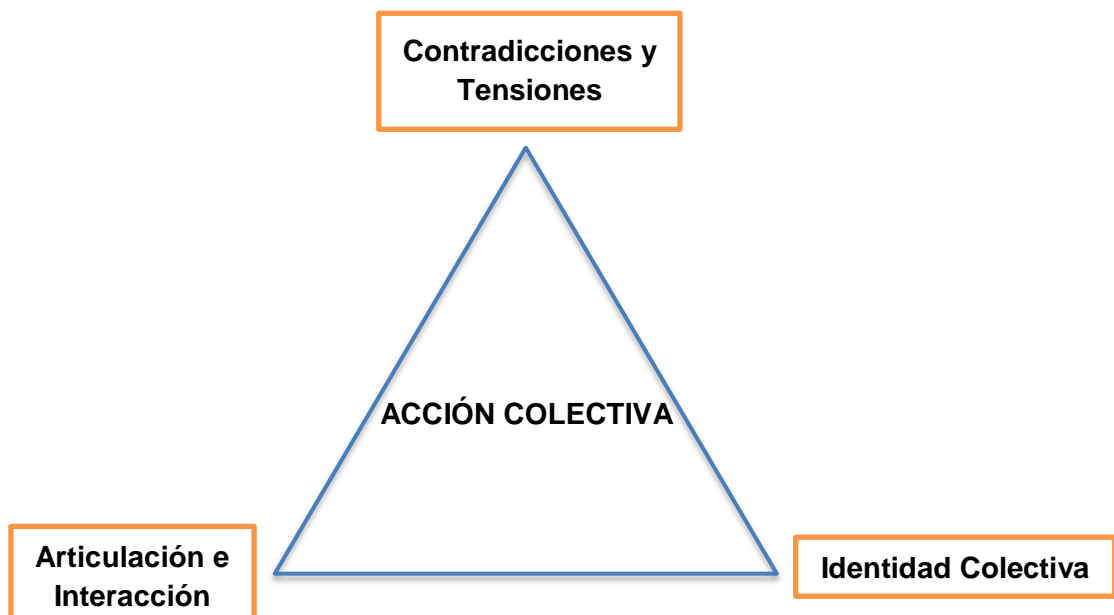 Contradicciones y
Tensiones
ACCIÓN COLECTIVA
Articulación e
Interacción
Identidad Colectiva